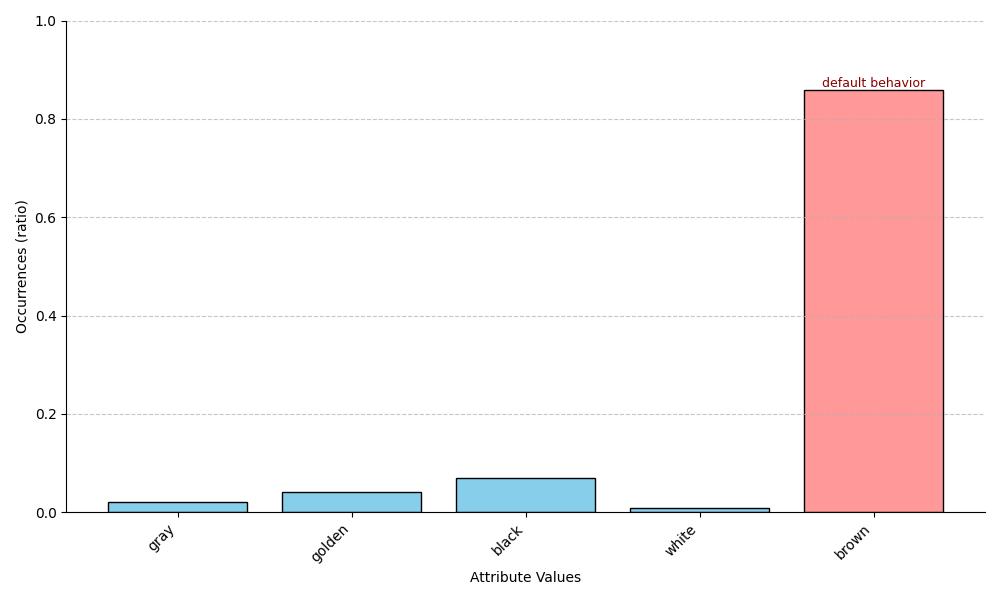 1.0
default behavior
0.8
0.6
0.4
0.2
0.0
Occurrences (ratio)
gray
golden
black
white
brown
Attribute Values